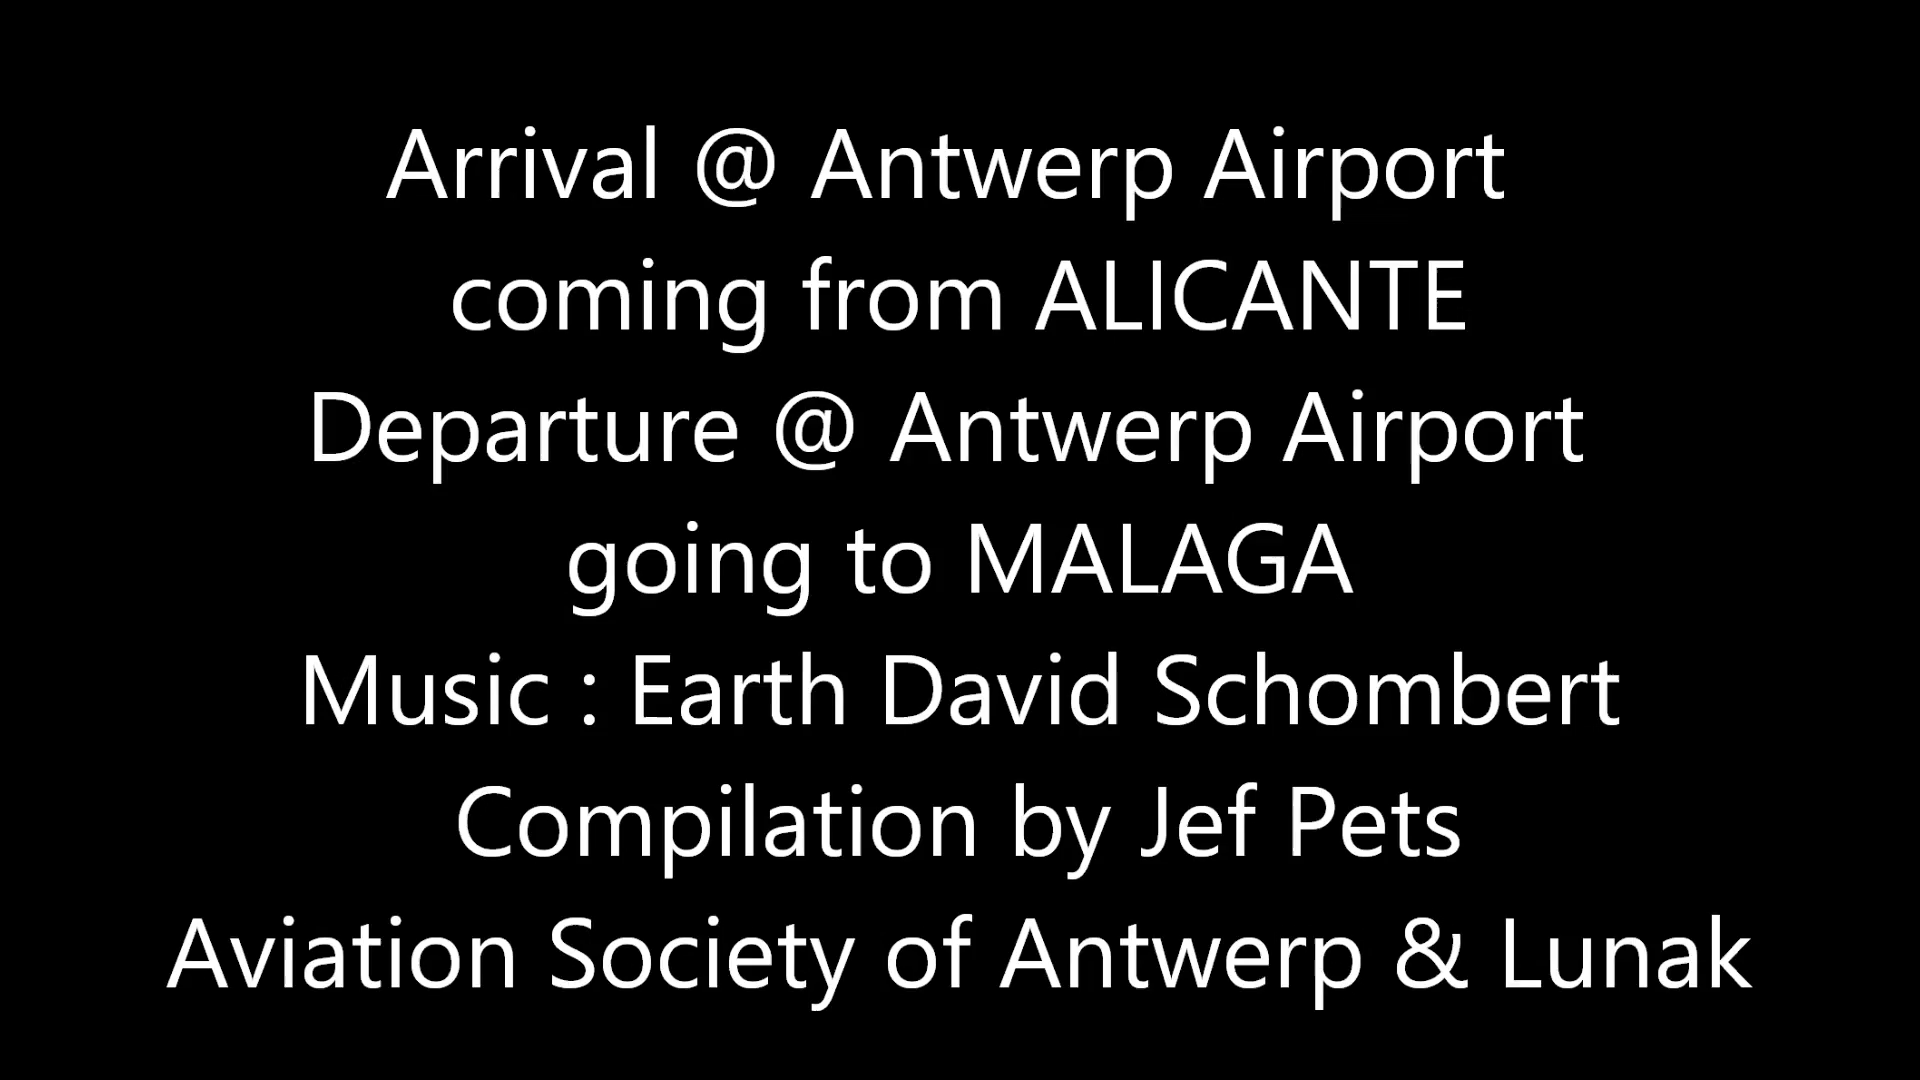 Arrival @ Antwerp Airport
coming from ALICANTE
Departure @ Antwerp Airport
going to MALAGA
Music : Earth David Schombert
Compilation by Jef Pets
Aviation Society of Antwerp & Lunak